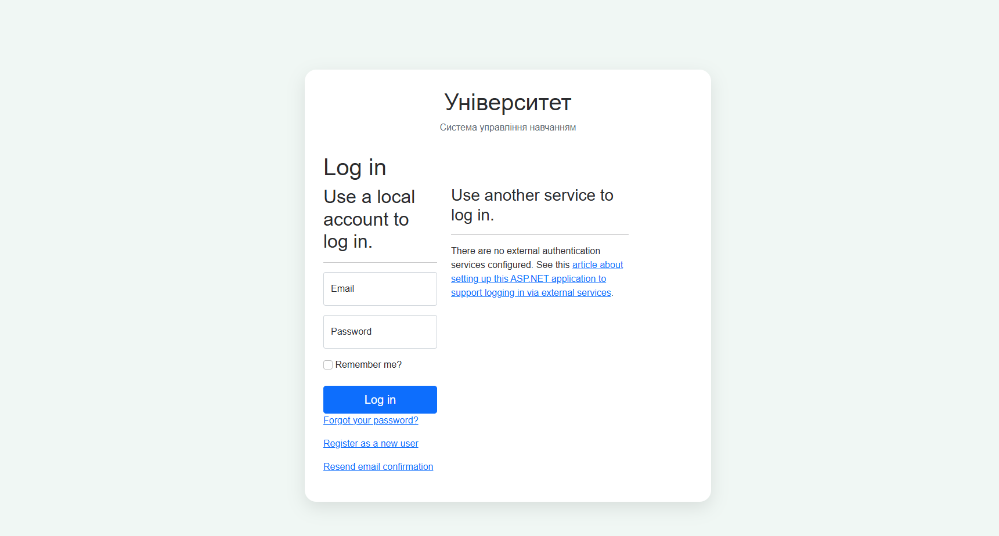 Університет
Система управління навчанням
Log in
Use a local
account to
log in.
Email
Password
Remember me?
Log in
Forgot your password?
Register as a new user
Resend email confirmation
Use another service to
log in.
There are no external authentication
services configured. See this article about
setting up this ASP.NET application to
support logging in via external services.